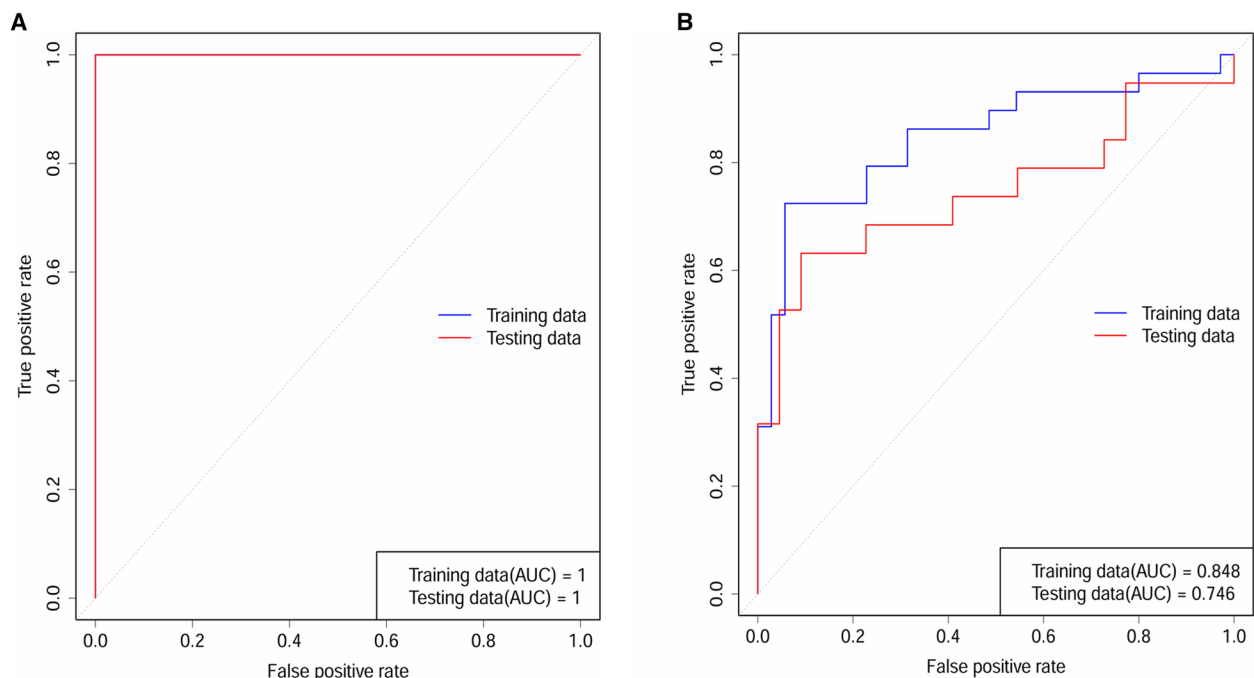 A
1.0
0.8
0.6
0.4
0.2
0.0
True positive rate
Training data
Testing data
Training data(AUC) = 1
Testing data(AUC) = 1
0.0 0.2 0.4 0.6 0.8 1.0
False positive rate
B
1.0
0.8
0.6
0.4
0.2
0.0
True positive rate
Training data
Testing data
Training data(AUC) = 0.848
Testing data(AUC) = 0.746
0.0 0.2 0.4 0.6 0.8 1.0
False positive rate